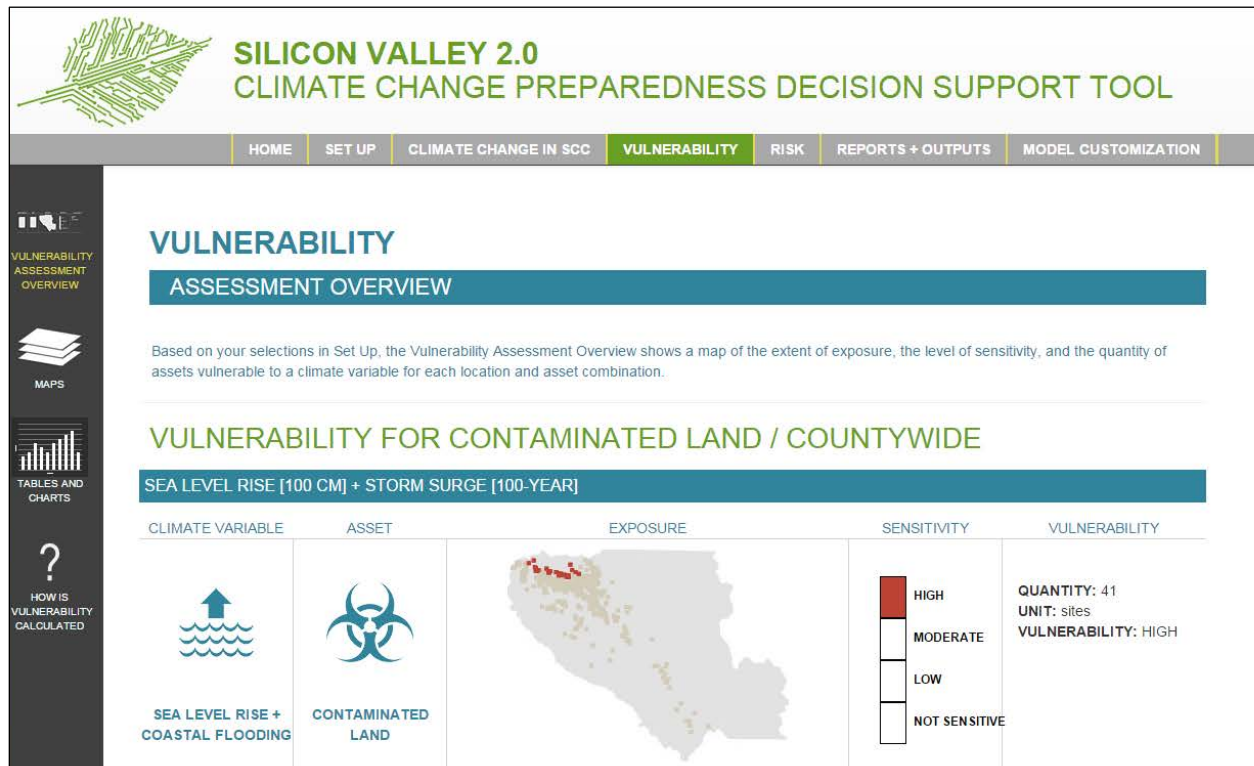 SILICON VALLEY 2.0
CLIMATE CHANGE PREPAREDNESS DECISION SUPPORT TOOL
HOME SET UP CLIMATE CHANGE IN SCC VULNERABILITY RISK REPORTS + OUTPUTS MODEL CUSTOMIZATION
VULNERABILITY
ASSESSMENT
OVERVIEW
MAPS
TABLES AND
CHARTS
?
HOW IS
VULNERABILITY
CALCULATED
VULNERABILITY
ASSESSMENT OVERVIEW
Based on your selections in Set Up, the Vulnerability Assessment Overview shows a map of the extent of exposure, the level of sensitivity, and the quantity of
assets vulnerable to a climate variable for each location and asset combination.
VULNERABILITY FOR CONTAMINATED LAND / COUNTYWIDE
SEA LEVEL RISE [100 CM] + STORM SURGE [100-YEAR]
CLIMATE VARIABLE ASSET EXPOSURE SENSITIVITY VULNERABILITY
SEA LEVEL RISE +
COASTAL FLOODING
CONTAMINATED
LAND
HIGH
MODERATE
LOW
NOT SENSITIVE
QUANTITY: 41
UNIT: sites
VULNERABILITY: HIGH